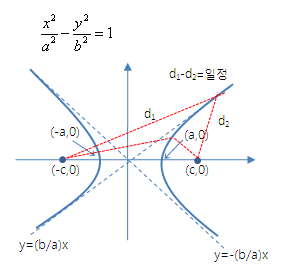 x²/a² - y²/b² = 1
d₁-d₂=일정
d₁
d₂
(-a,0)
(a,0)
(-c,0)
(c,0)
y=(b/a)x
y=-(b/a)x